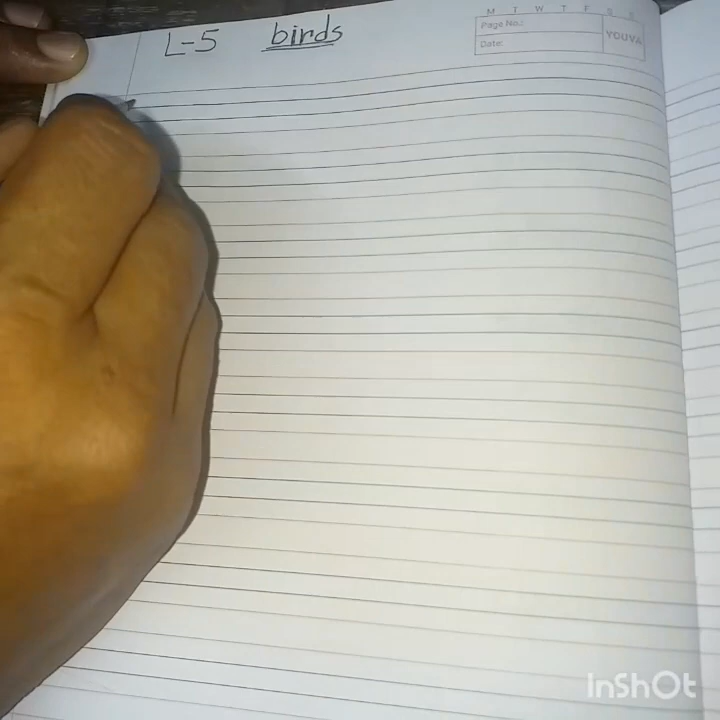 L-5 birds
M T W T F S S
Page No.:
Date:
YOUVA
InShOt